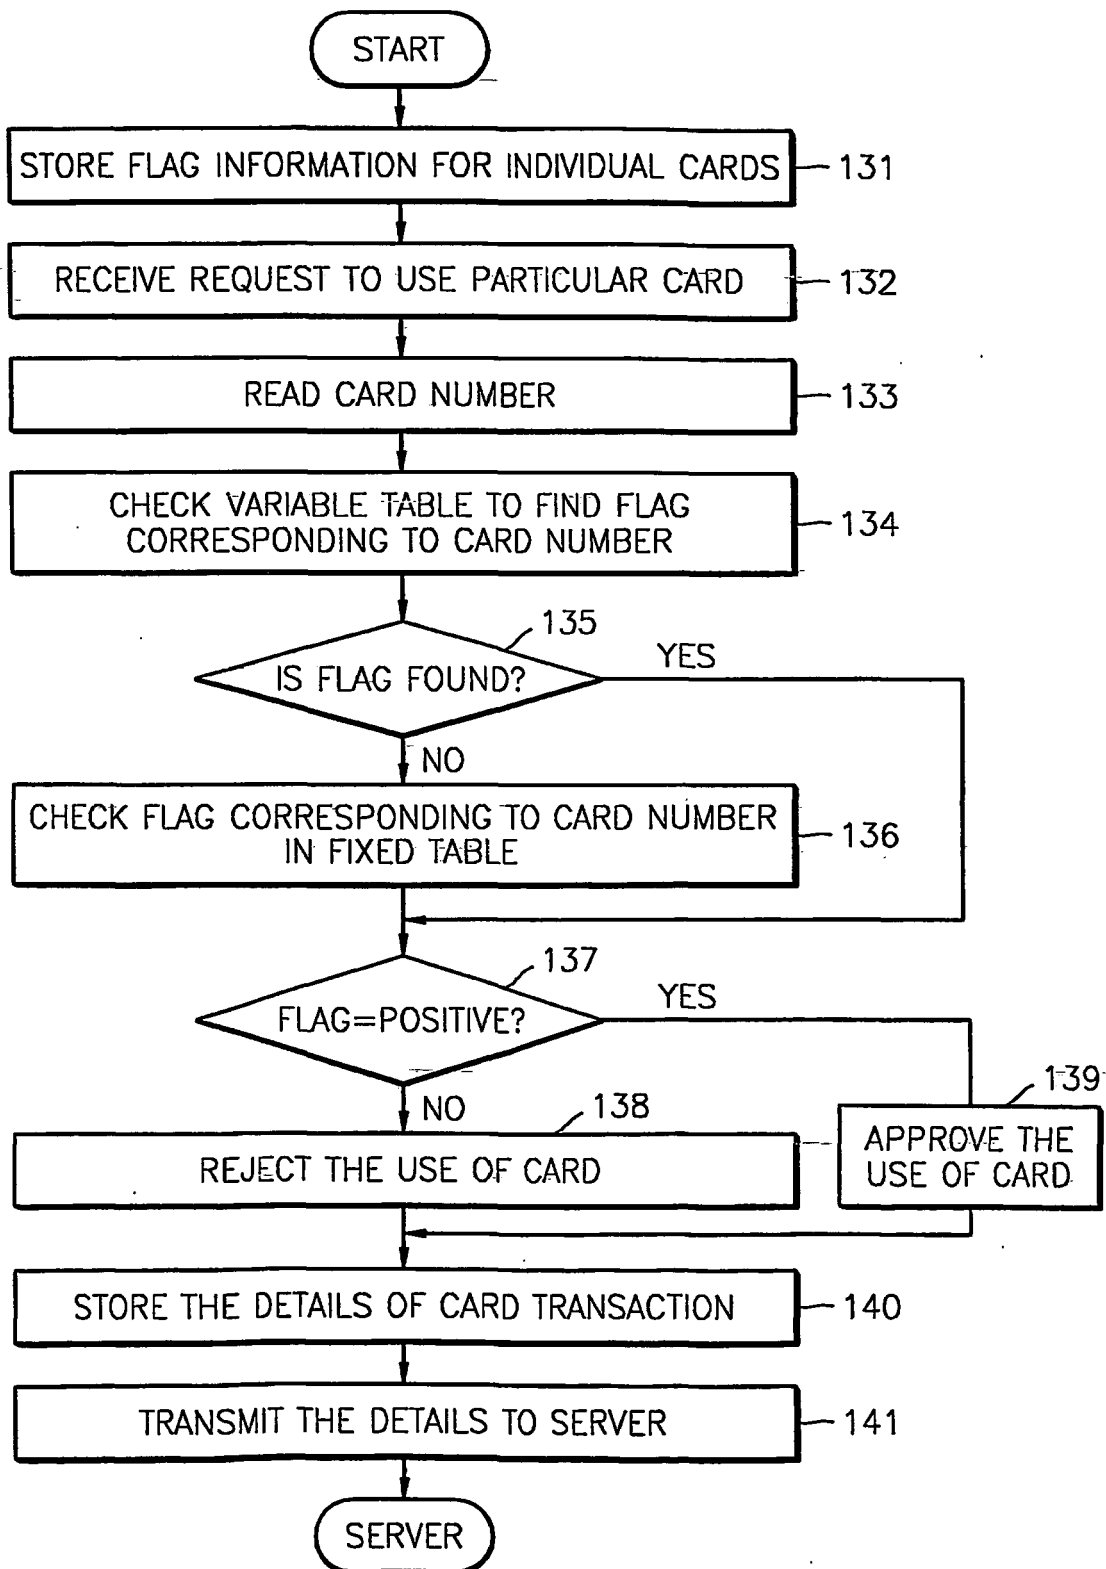 START
STORE FLAG INFORMATION FOR INDIVIDUAL CARDS
131
RECEIVE REQUEST TO USE PARTICULAR CARD
132
READ CARD NUMBER
133
CHECK VARIABLE TABLE TO FIND FLAG
CORRESPONDING TO CARD NUMBER
134
135
IS FLAG FOUND?
YES
NO
CHECK FLAG CORRESPONDING TO CARD NUMBER
IN FIXED TABLE
136
137
FLAG=POSITIVE?
YES
NO
138
REJECT THE USE OF CARD
139
APPROVE THE
USE OF CARD
STORE THE DETAILS OF CARD TRANSACTION
140
TRANSMIT THE DETAILS TO SERVER
141
SERVER